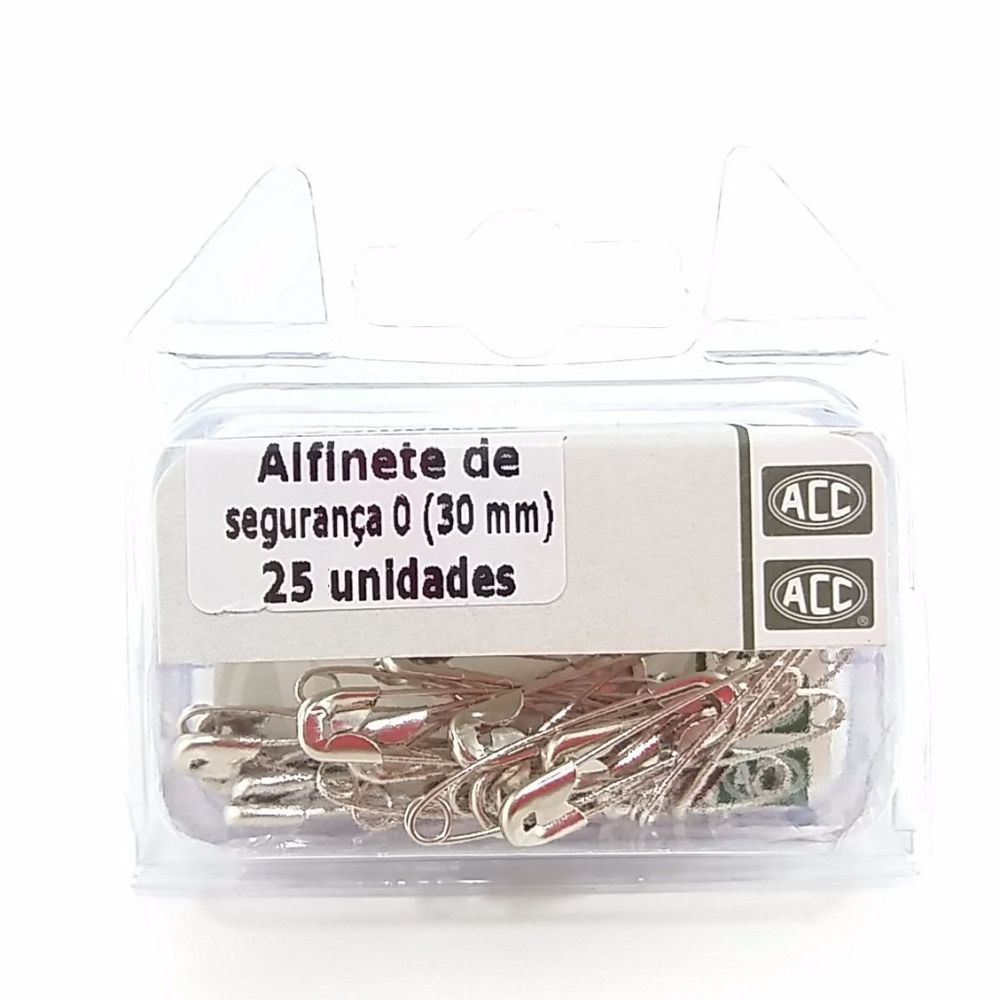 Alfinete de
segurança 0 (30 mm)
25 unidades
ACC
ACC®